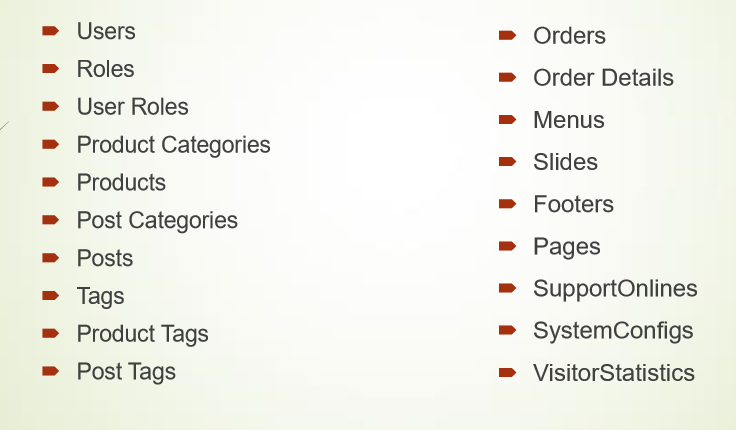 Users
Roles
User Roles
Product Categories
Products
Post Categories
Posts
Tags
Product Tags
Post Tags
Orders
Order Details
Menus
Slides
Footers
Pages
SupportOnlines
SystemConfigs
VisitorStatistics